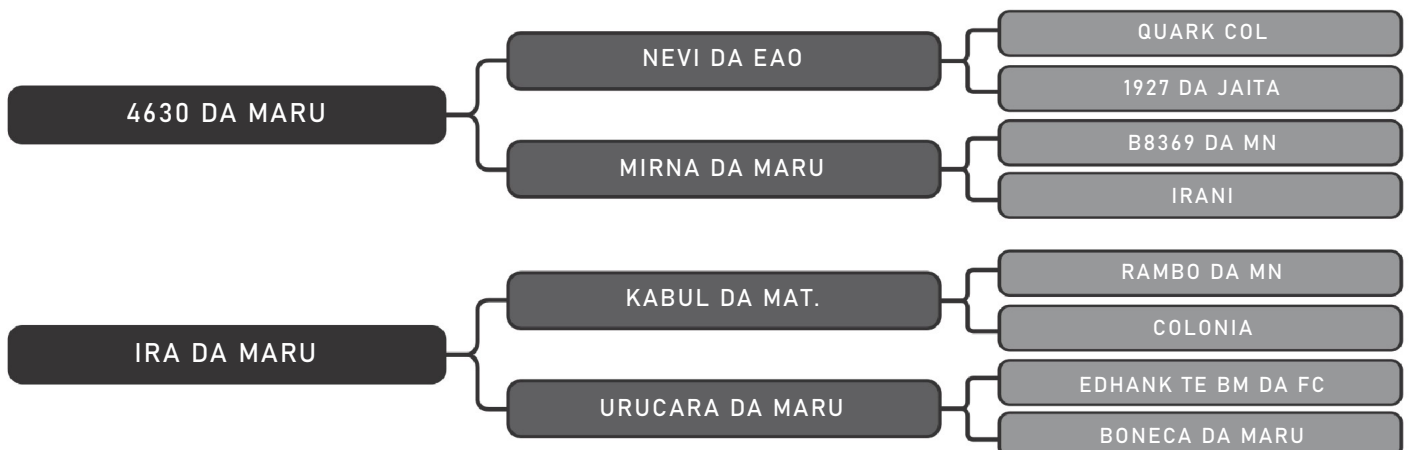 QUARK COL
NEVI DA EAO
1927 DA JAITA
4630 DA MARU
B8369 DA MN
MIRNA DA MARU
IRANI
RAMBO DA MN
KABUL DA MAT.
COLONIA
IRA DA MARU
EDHANK TE BM DA FC
URUCARA DA MARU
BONECA DA MARU